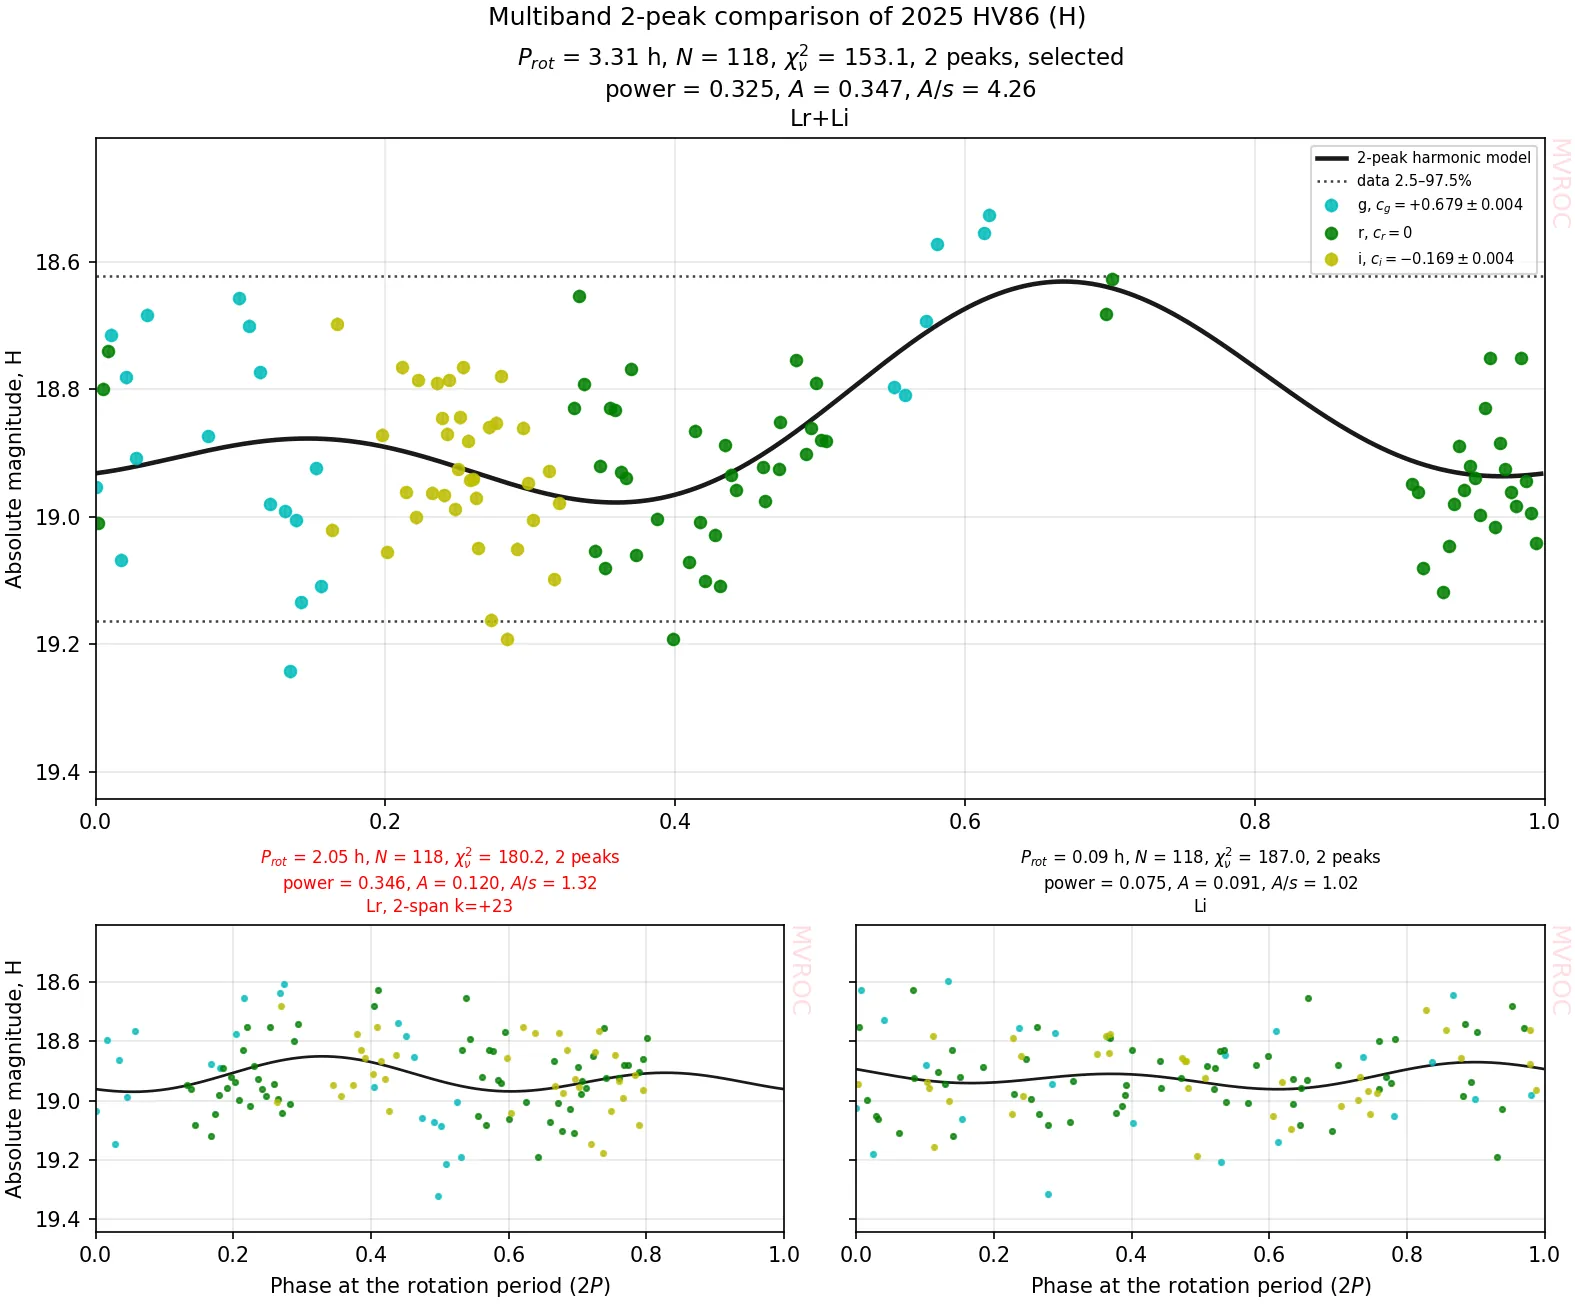 Multiband 2-peak comparison of 2025 HV86 (H)
P_rot = 3.31 h, N = 118, χ²_ν = 153.1, 2 peaks, selected
power = 0.325, A = 0.347, A/s = 4.26
Lr+Li
2-peak harmonic model
data 2.5–97.5%
g, c_g = +0.679 ± 0.004
r, c_r = 0
i, c_i = −0.169 ± 0.004
MVROC
Absolute magnitude, H
18.6
18.8
19.0
19.2
19.4
0.0 0.2 0.4 0.6 0.8 1.0
P_rot = 2.05 h, N = 118, χ²_ν = 180.2, 2 peaks
power = 0.346, A = 0.120, A/s = 1.32
Lr, 2-span k=+23
MVROC
Absolute magnitude, H
18.6
18.8
19.0
19.2
19.4
0.0 0.2 0.4 0.6 0.8 1.0
Phase at the rotation period (2P)
P_rot = 0.09 h, N = 118, χ²_ν = 187.0, 2 peaks
power = 0.075, A = 0.091, A/s = 1.02
Li
MVROC
0.0 0.2 0.4 0.6 0.8 1.0
Phase at the rotation period (2P)